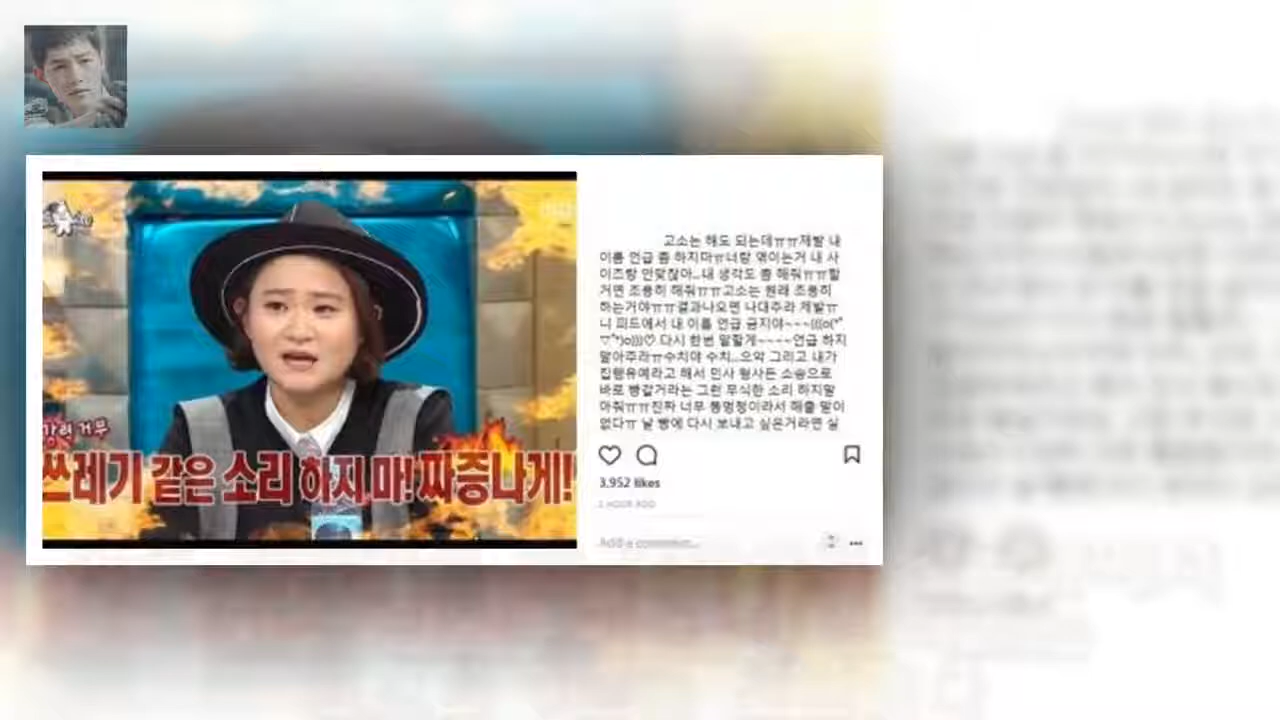 강력 거부
쓰레기 같은 소리 하지 마! 짜증나게!
고소는 해도 되는데ㅠㅠ제발 내
이름 언급 좀 하지마ㅠ너랑 엮이는거 내 사
이즈랑 안맞잖아...내 생각도 좀 해줘ㅠㅠ할
거면 조용히 해줘ㅠㅠ고소는 원래 조용히
하는거야ㅠㅠ결과나오면 나대주라 제발ㅠ
니 피드에서 내 이름 언급 금지야~~~(((o(*ﾟ
▽ﾟ*)o)))♡ 다시 한번 말할게~~~~언급 하지
말아주라ㅠ수치야 수치..으악 그리고 내가
집행유예라고 해서 민사 형사든 소송으로
바로 빵갈거라는 그런 무식한 소리 하지말
아줘ㅠㅠ진짜 너무 멍청이라서 해줄 말이
없다ㅠ 날 빵에 다시 보내고 싶은거라면 실
3,952 likes
HOUR AGO
Add a comment...